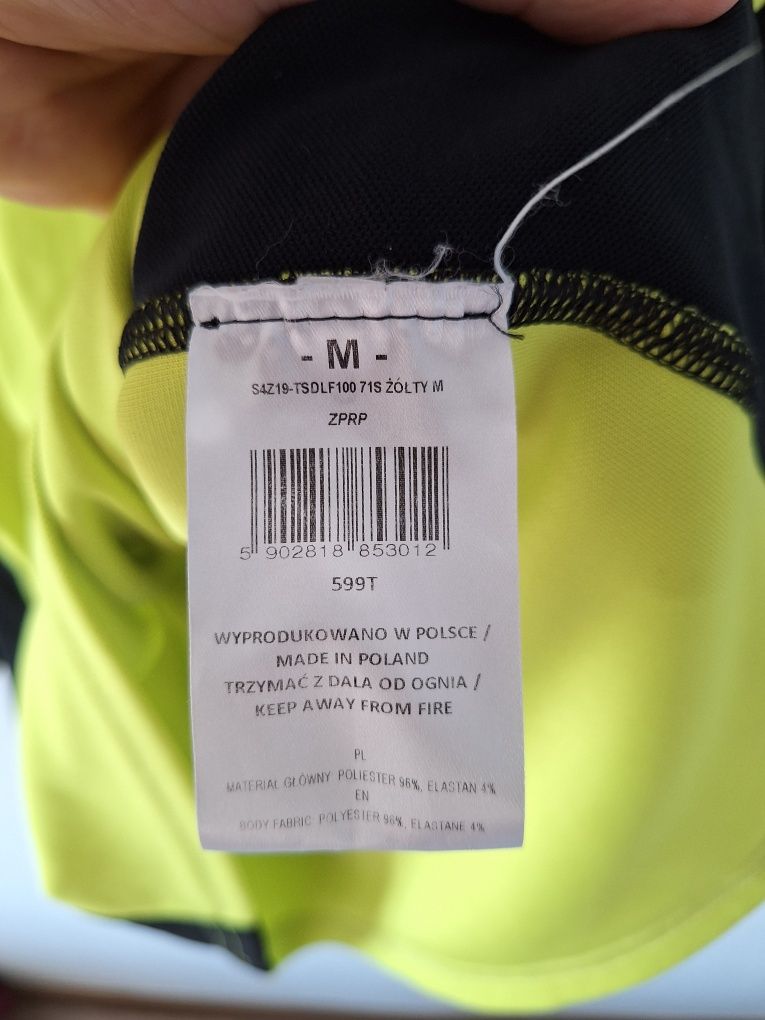 - M -
S4Z19-TSDLF100 71S ŻÓŁTY M
ZPRP
5 902818 853012
599T
WYPRODUKOWANO W POLSCE /
MADE IN POLAND
TRZYMAĆ Z DALA OD OGNIA /
KEEP AWAY FROM FIRE
PL
MATERIAŁ GŁÓWNY: POLIESTER 96%, ELASTAN 4%
EN
BODY FABRIC: POLYESTER 96%, ELASTANE 4%